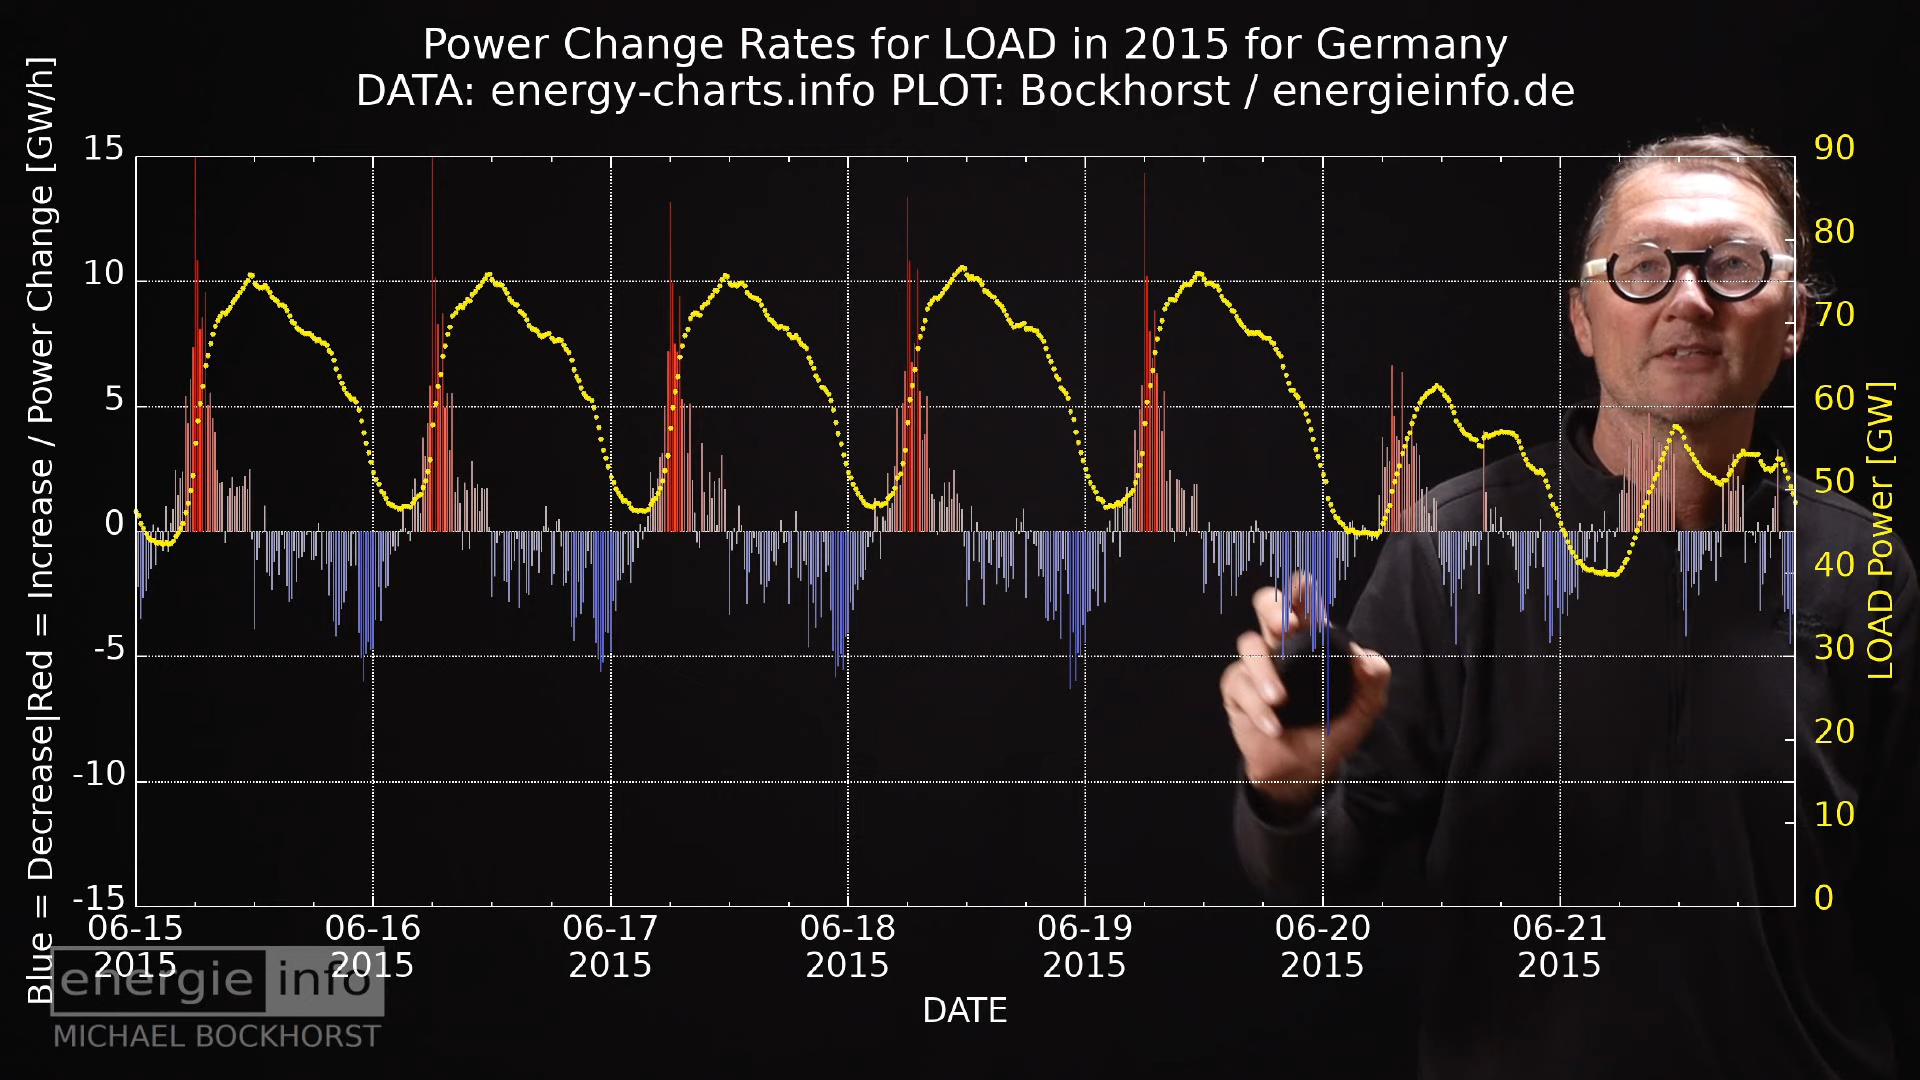 Power Change Rates for LOAD in 2015 for Germany
DATA: energy-charts.info PLOT: Bockhorst / energieinfo.de
Blue = Decrease|Red = Increase / Power Change [GW/h]
15
10
5
0
-5
-10
-15
90
80
70
60
50
40
30
20
10
0
LOAD Power [GW]
06-15 06-16 06-17 06-18 06-19 06-20 06-21
2015 2015 2015 2015 2015 2015 2015
DATE
energie info
MICHAEL BOCKHORST